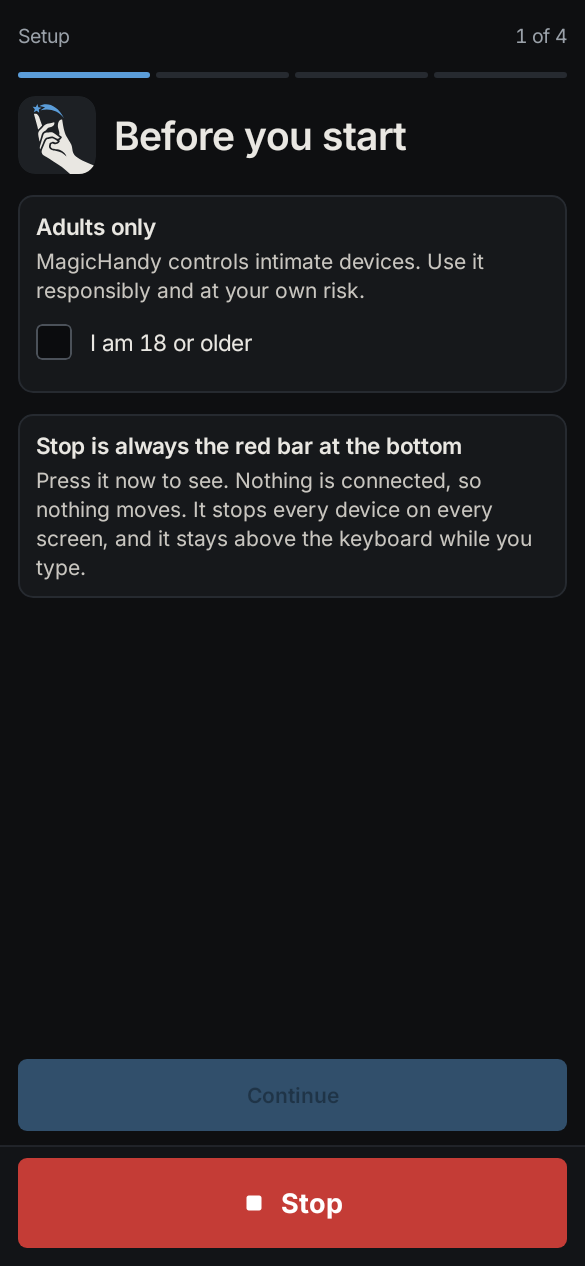 Setup
1 of 4
Before you start
Adults only
MagicHandy controls intimate devices. Use it
responsibly and at your own risk.
I am 18 or older
Stop is always the red bar at the bottom
Press it now to see. Nothing is connected, so
nothing moves. It stops every device on every
screen, and it stays above the keyboard while you
type.
Continue
Stop